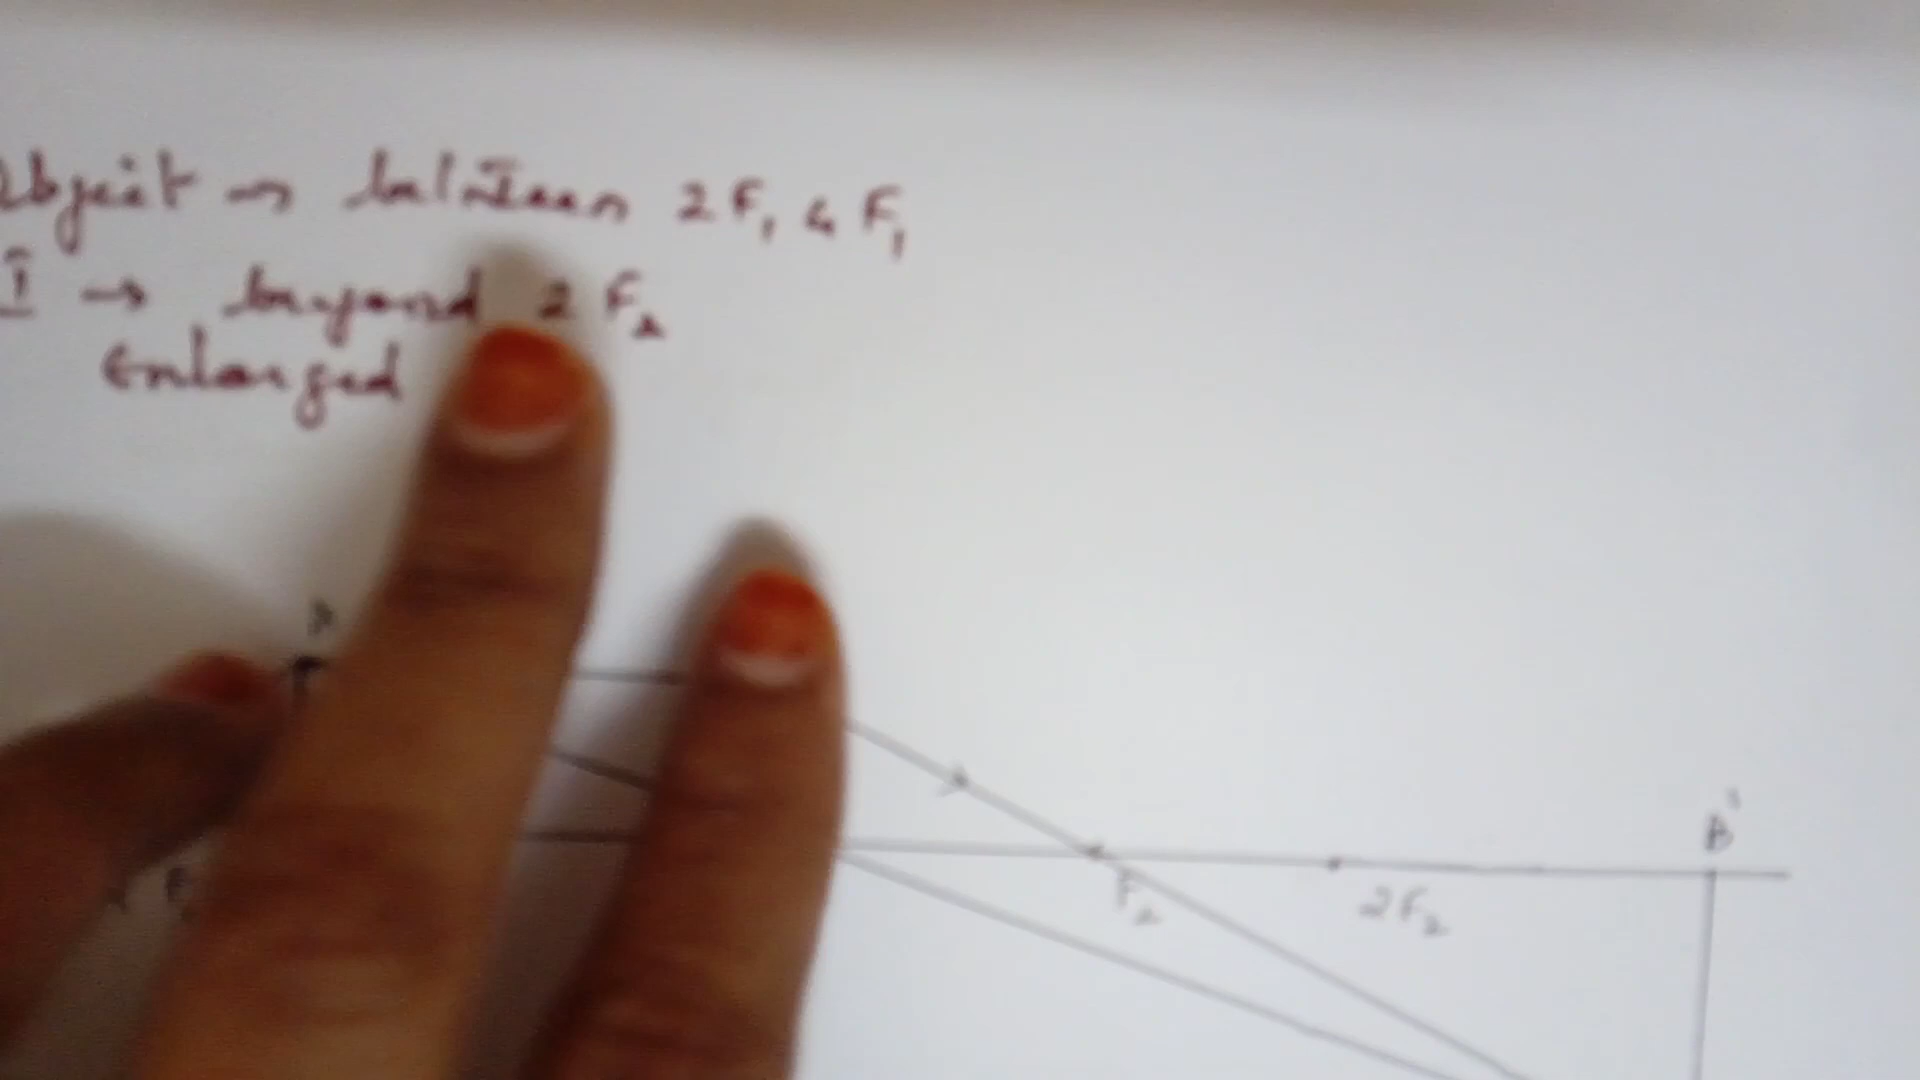 Object → between 2F₁ & F₁
I → beyond 2F₂
Enlarged
A
B'
F₂
2F₂